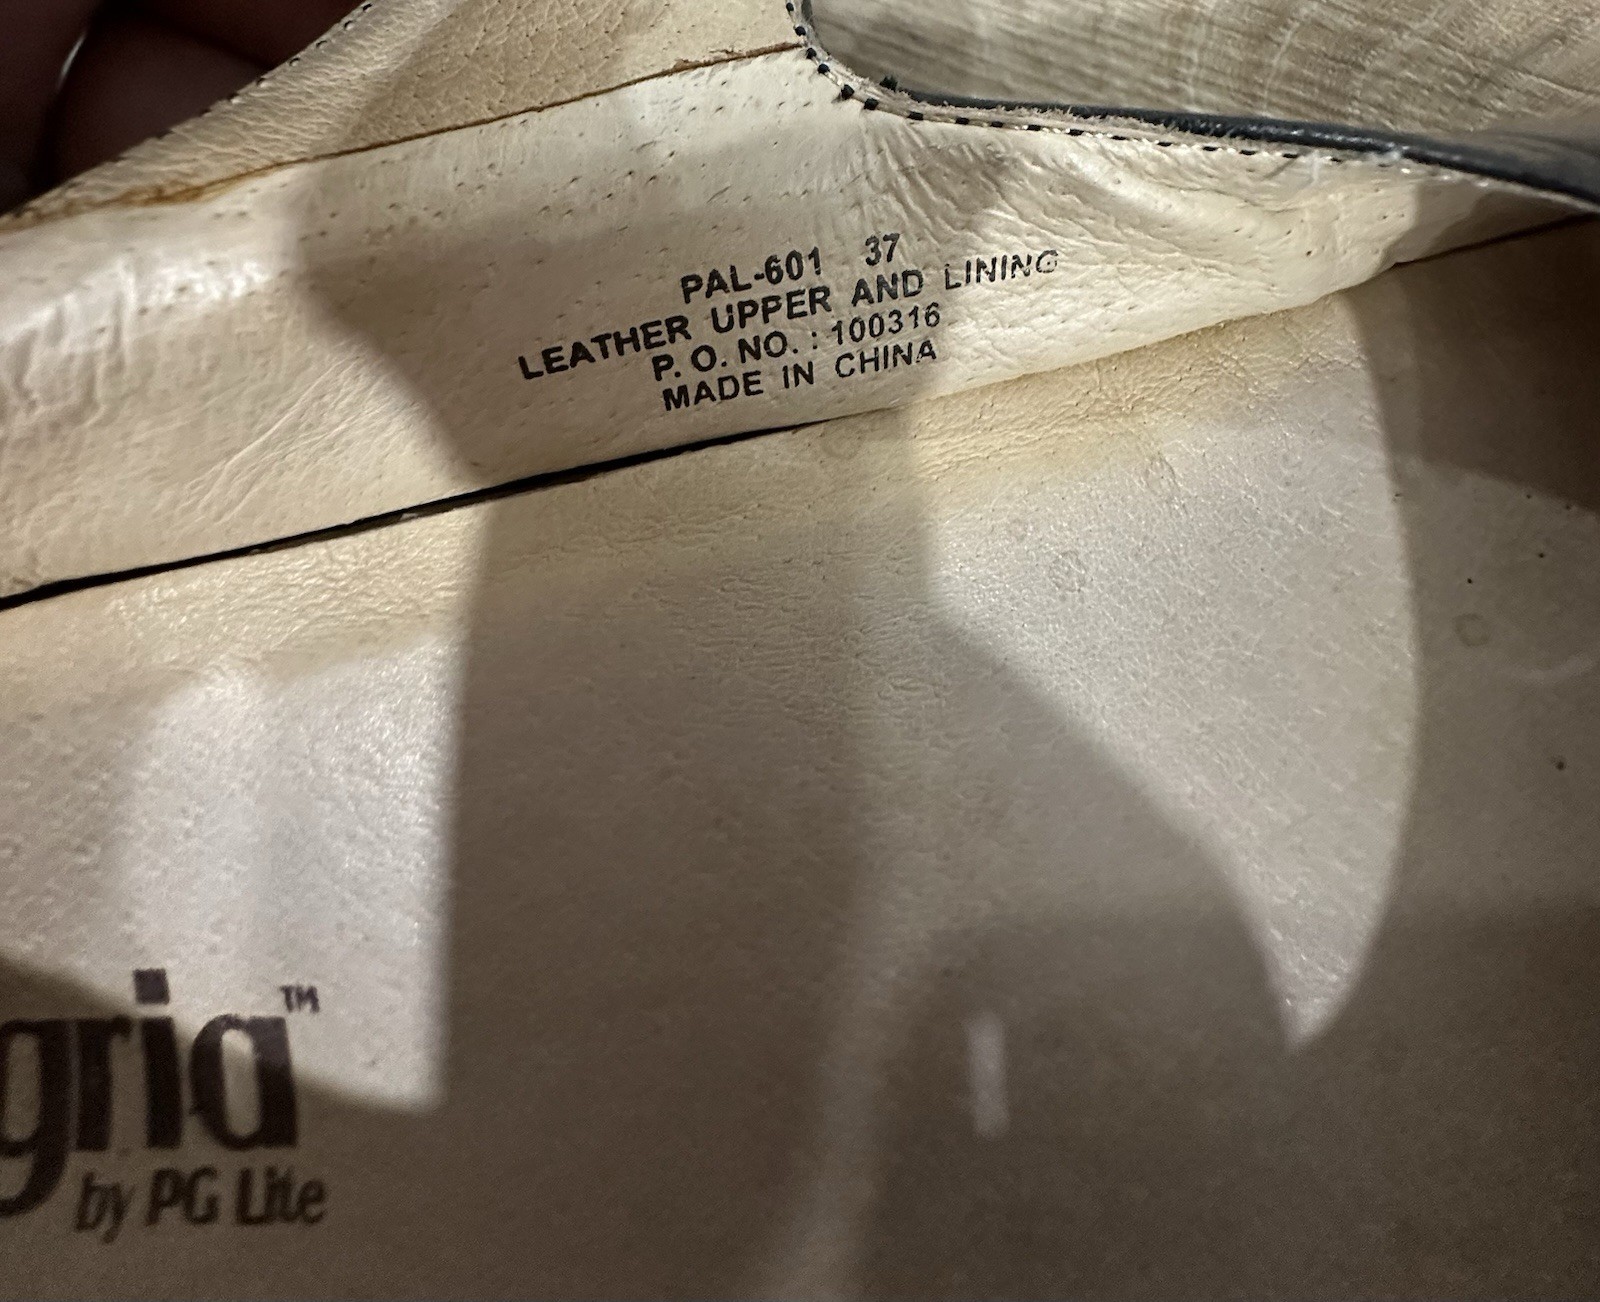 PAL-601 37
LEATHER UPPER AND LINING
P. O. NO. : 100316
MADE IN CHINA
gria™
by PG Lite